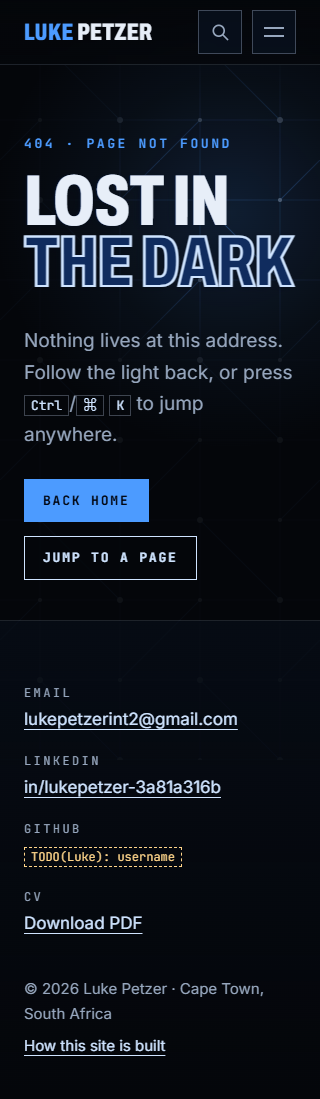 LUKE PETZER
404 · PAGE NOT FOUND
LOST IN
THE DARK
Nothing lives at this address.
Follow the light back, or press
Ctrl/⌘ K to jump
anywhere.
BACK HOME
JUMP TO A PAGE
EMAIL
lukepetzerint2@gmail.com
LINKEDIN
in/lukepetzer-3a81a316b
GITHUB
TODO(Luke): username
CV
Download PDF
© 2026 Luke Petzer · Cape Town,
South Africa
How this site is built